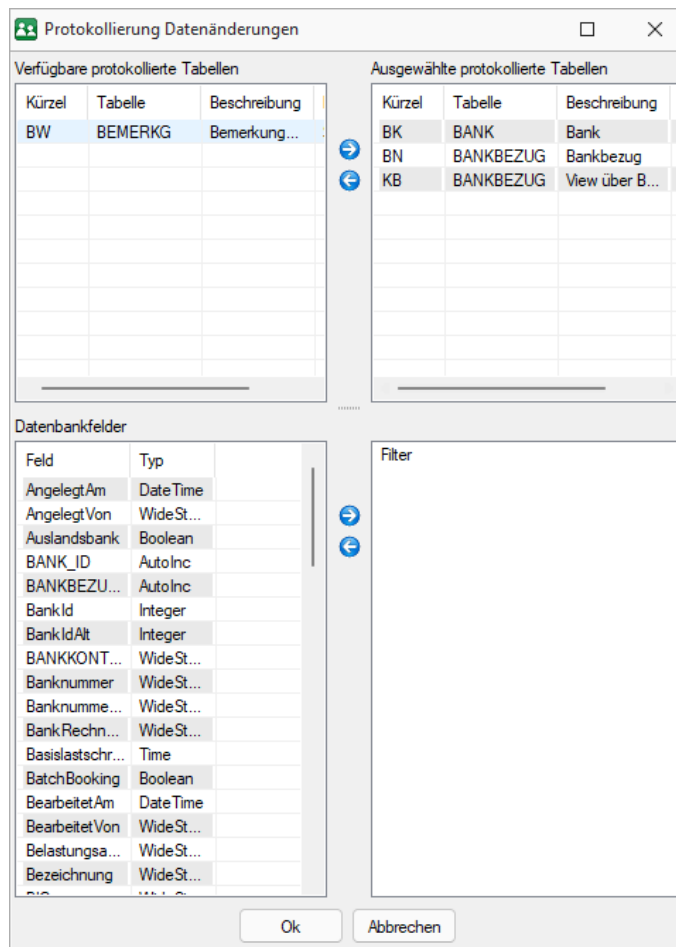 Protokollierung Datenänderungen
Verfügbare protokollierte Tabellen
Kürzel Tabelle Beschreibung
BW BEMERKG Bemerkung...
Ausgewählte protokollierte Tabellen
Kürzel Tabelle Beschreibung
BK BANK Bank
BN BANKBEZUG Bankbezug
KB BANKBEZUG View über B...
Datenbankfelder
Feld Typ
AngelegtAm DateTime
AngelegtVon WideSt...
Auslandsbank Boolean
BANK_ID AutoInc
BANKBEZU... AutoInc
BankId Integer
BankIdAlt Integer
BANKKONT... WideSt...
Banknummer WideSt...
Banknumme... WideSt...
BankRechn... WideSt...
Basislastschr... Time
BatchBooking Boolean
BearbeitetAm DateTime
BearbeitetVon WideSt...
Belastungsa... WideSt...
Bezeichnung WideSt...
Filter
Ok Abbrechen